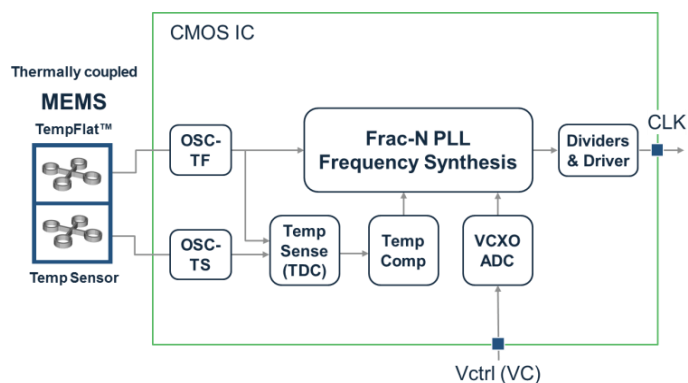 CMOS IC
Thermally coupled
MEMS
TempFlat™
OSC-
TF
Frac-N PLL
Frequency Synthesis
Dividers
& Driver
CLK
OSC-
TS
Temp
Sense
(TDC)
Temp
Comp
VCXO
ADC
Temp Sensor
Vctrl (VC)